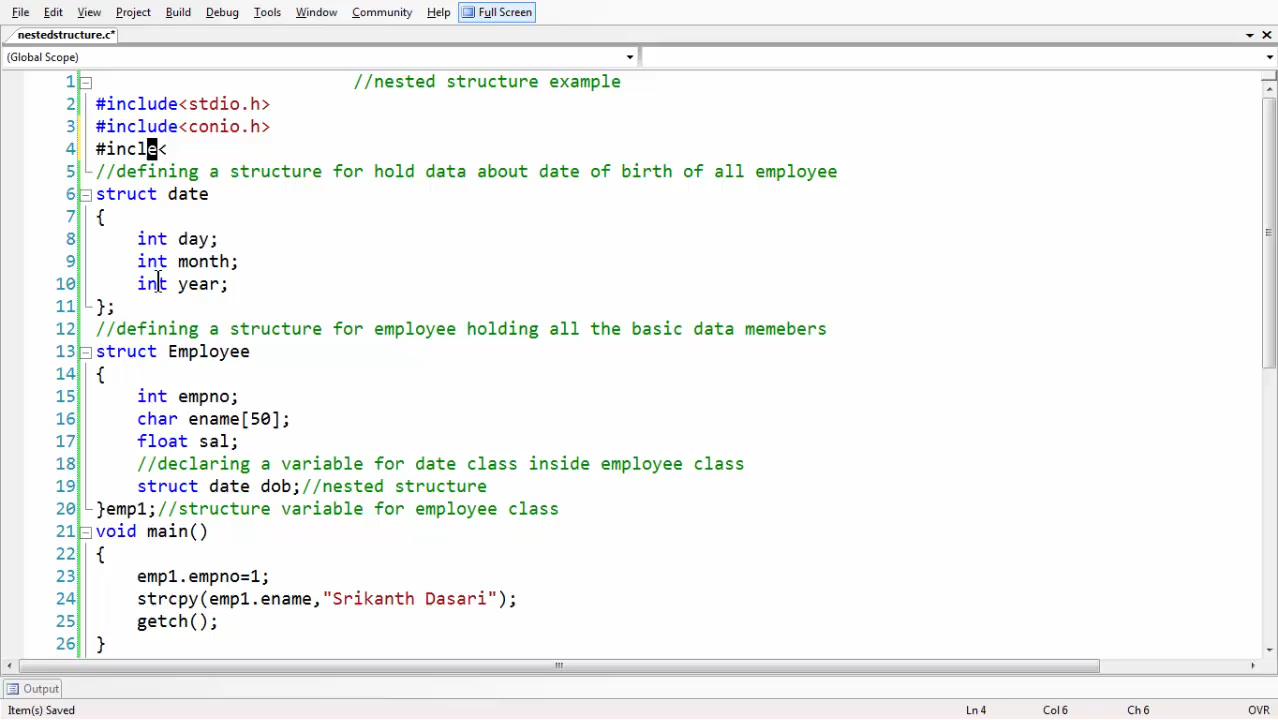 File Edit View Project Build Debug Tools Window Community Help Full Screen
nestedstructure.c*
(Global Scope)
1 //nested structure example
2 #include<stdio.h>
3 #include<conio.h>
4 #incle<
5 //defining a structure for hold data about date of birth of all employee
6 struct date
7 {
8 int day;
9 int month;
10 int year;
11 };
12 //defining a structure for employee holding all the basic data memebers
13 struct Employee
14 {
15 int empno;
16 char ename[50];
17 float sal;
18 //declaring a variable for date class inside employee class
19 struct date dob;//nested structure
20 }emp1;//structure variable for employee class
21 void main()
22 {
23 emp1.empno=1;
24 strcpy(emp1.ename,"Srikanth Dasari");
25 getch();
26 }
Output
Item(s) Saved Ln 4 Col 6 Ch 6 OVR